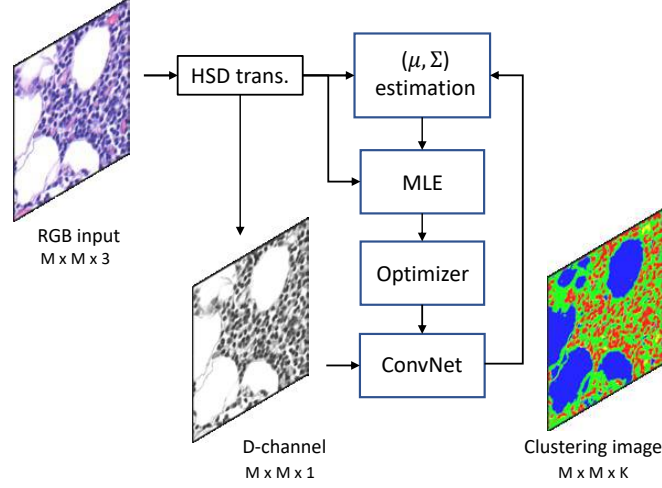 HSD trans.
(μ, Σ)
estimation
MLE
RGB input
M x M x 3
Optimizer
ConvNet
D-channel
M x M x 1
Clustering image
M x M x K